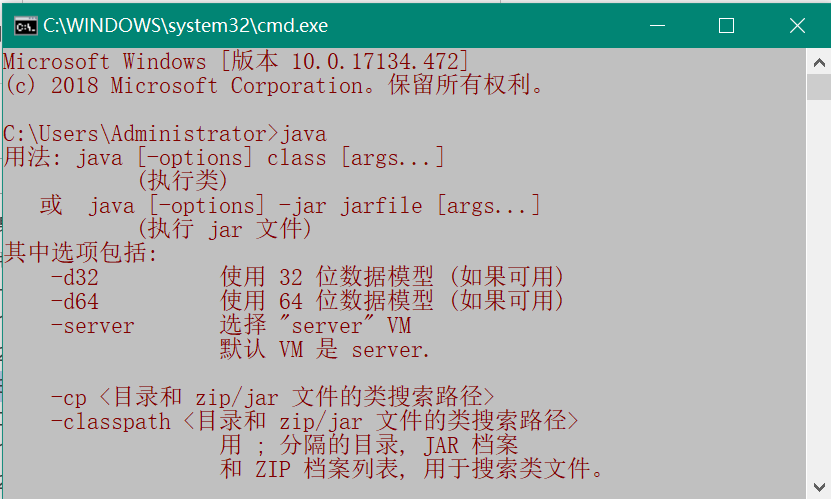 C:\WINDOWS\system32\cmd.exe
Microsoft Windows [版本 10.0.17134.472]
(c) 2018 Microsoft Corporation。保留所有权利。
C:\Users\Administrator>java
用法: java [-options] class [args...]
(执行类)
或 java [-options] -jar jarfile [args...]
(执行 jar 文件)
其中选项包括:
-d32 使用 32 位数据模型 (如果可用)
-d64 使用 64 位数据模型 (如果可用)
-server 选择 "server" VM
默认 VM 是 server.
-cp <目录和 zip/jar 文件的类搜索路径>
-classpath <目录和 zip/jar 文件的类搜索路径>
用 ; 分隔的目录, JAR 档案
和 ZIP 档案列表, 用于搜索类文件。